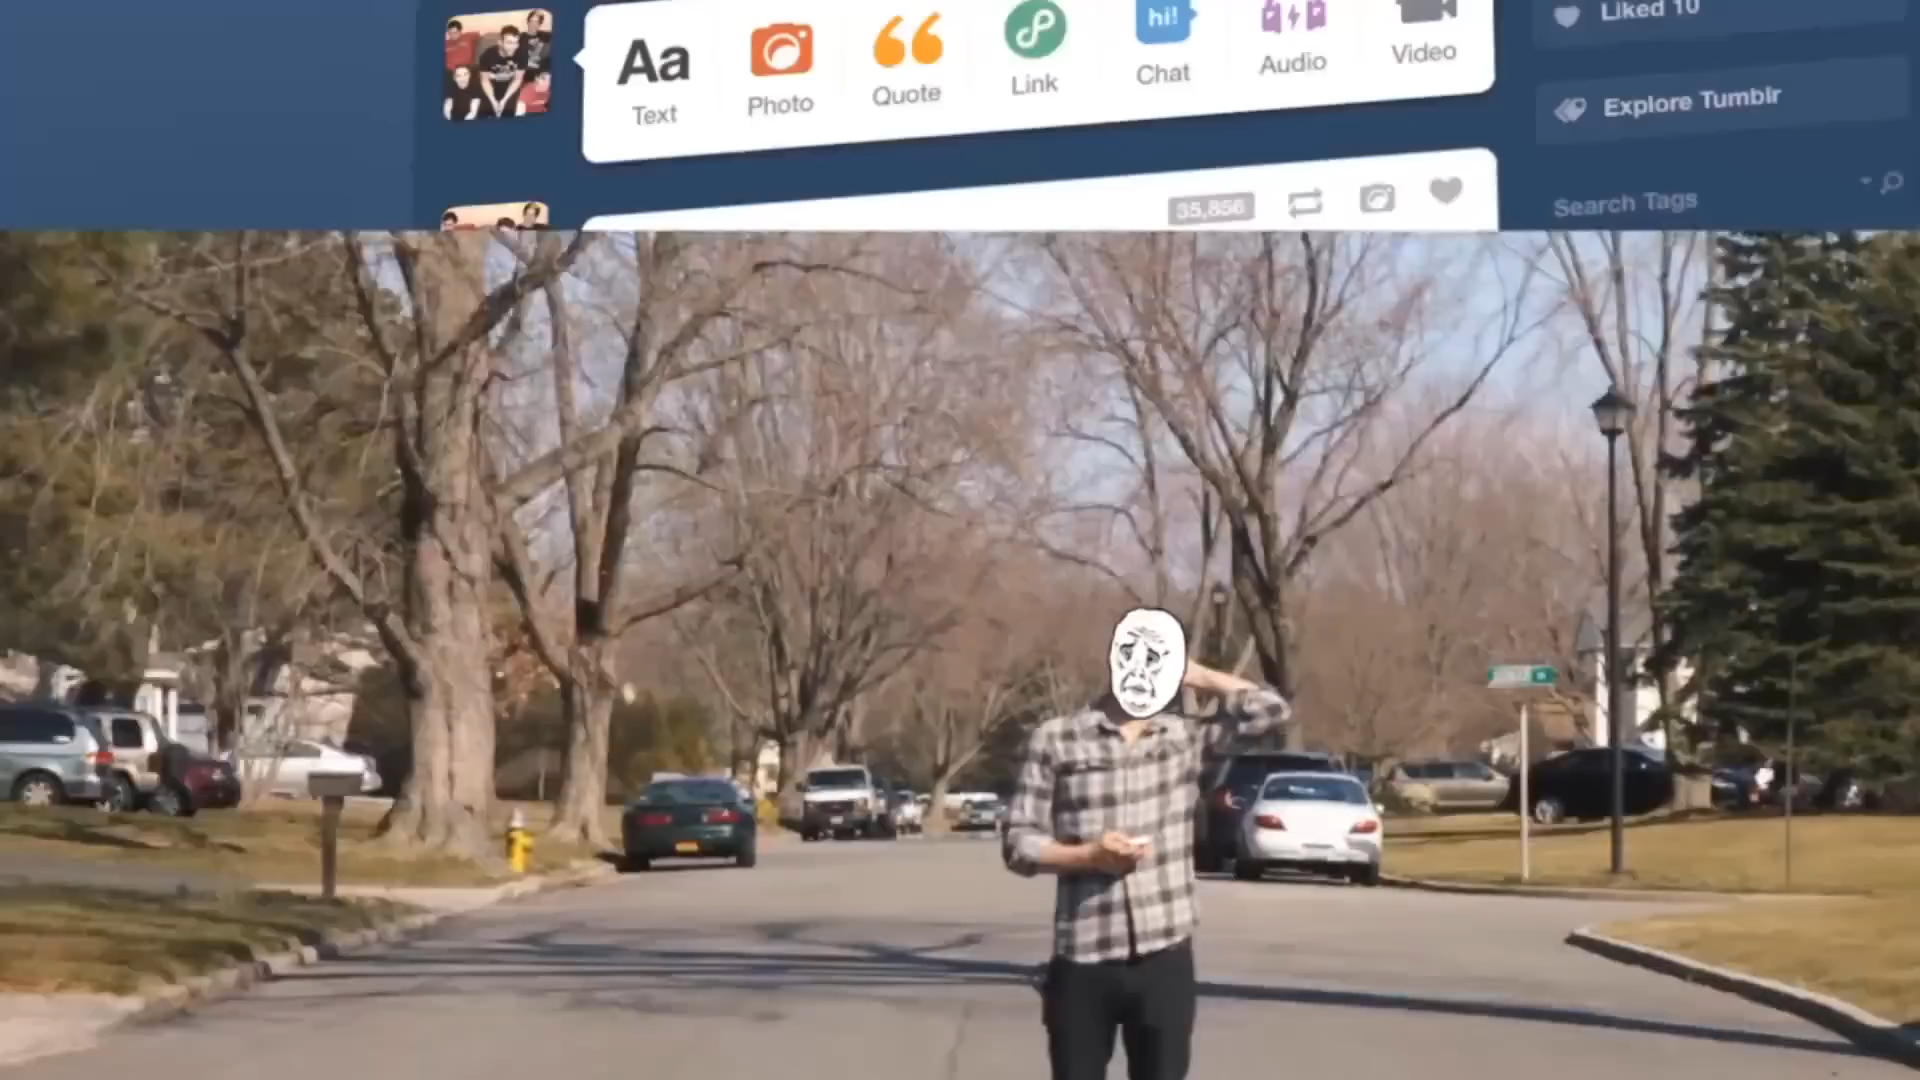 Aa
Text
Photo
Quote
Link
hi!
Chat
Audio
Video
Liked 10
Explore Tumblr
Search Tags
35,856